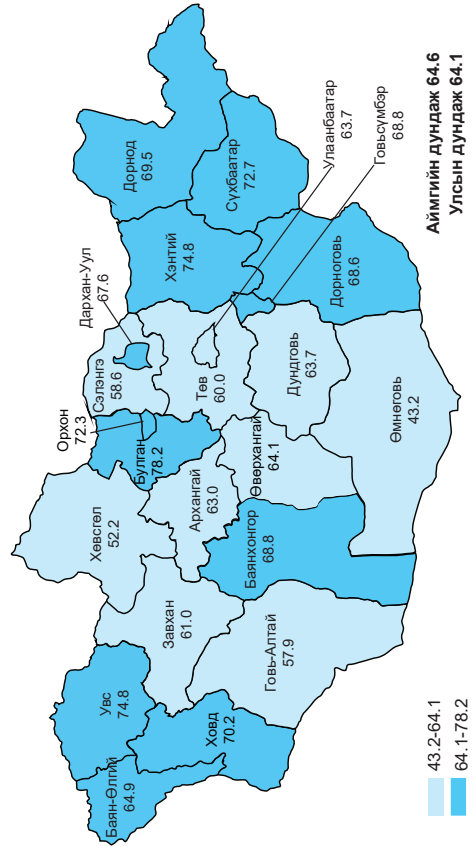 Баян-Өлгий
64.9
Увс
74.8
Ховд
70.2
Завхан
61.0
Говь-Алтай
57.9
Хөвсгөл
52.2
Архангай
63.0
Баянхонгор
68.8
Орхон
72.3
Булган
78.2
Өвөрхангай
64.1
Сэлэнгэ
58.6
Дархан-Уул
67.6
Төв
60.0
Дундговь
63.7
Өмнөговь
43.2
Хэнтий
74.8
Дорнод
69.5
Сүхбаатар
72.7
Дорноговь
68.6
Улаанбаатар
63.7
Говьсүмбэр
68.8
43.2-64.1
64.1-78.2
Аймгийн дундаж 64.6
Улсын дундаж 64.1